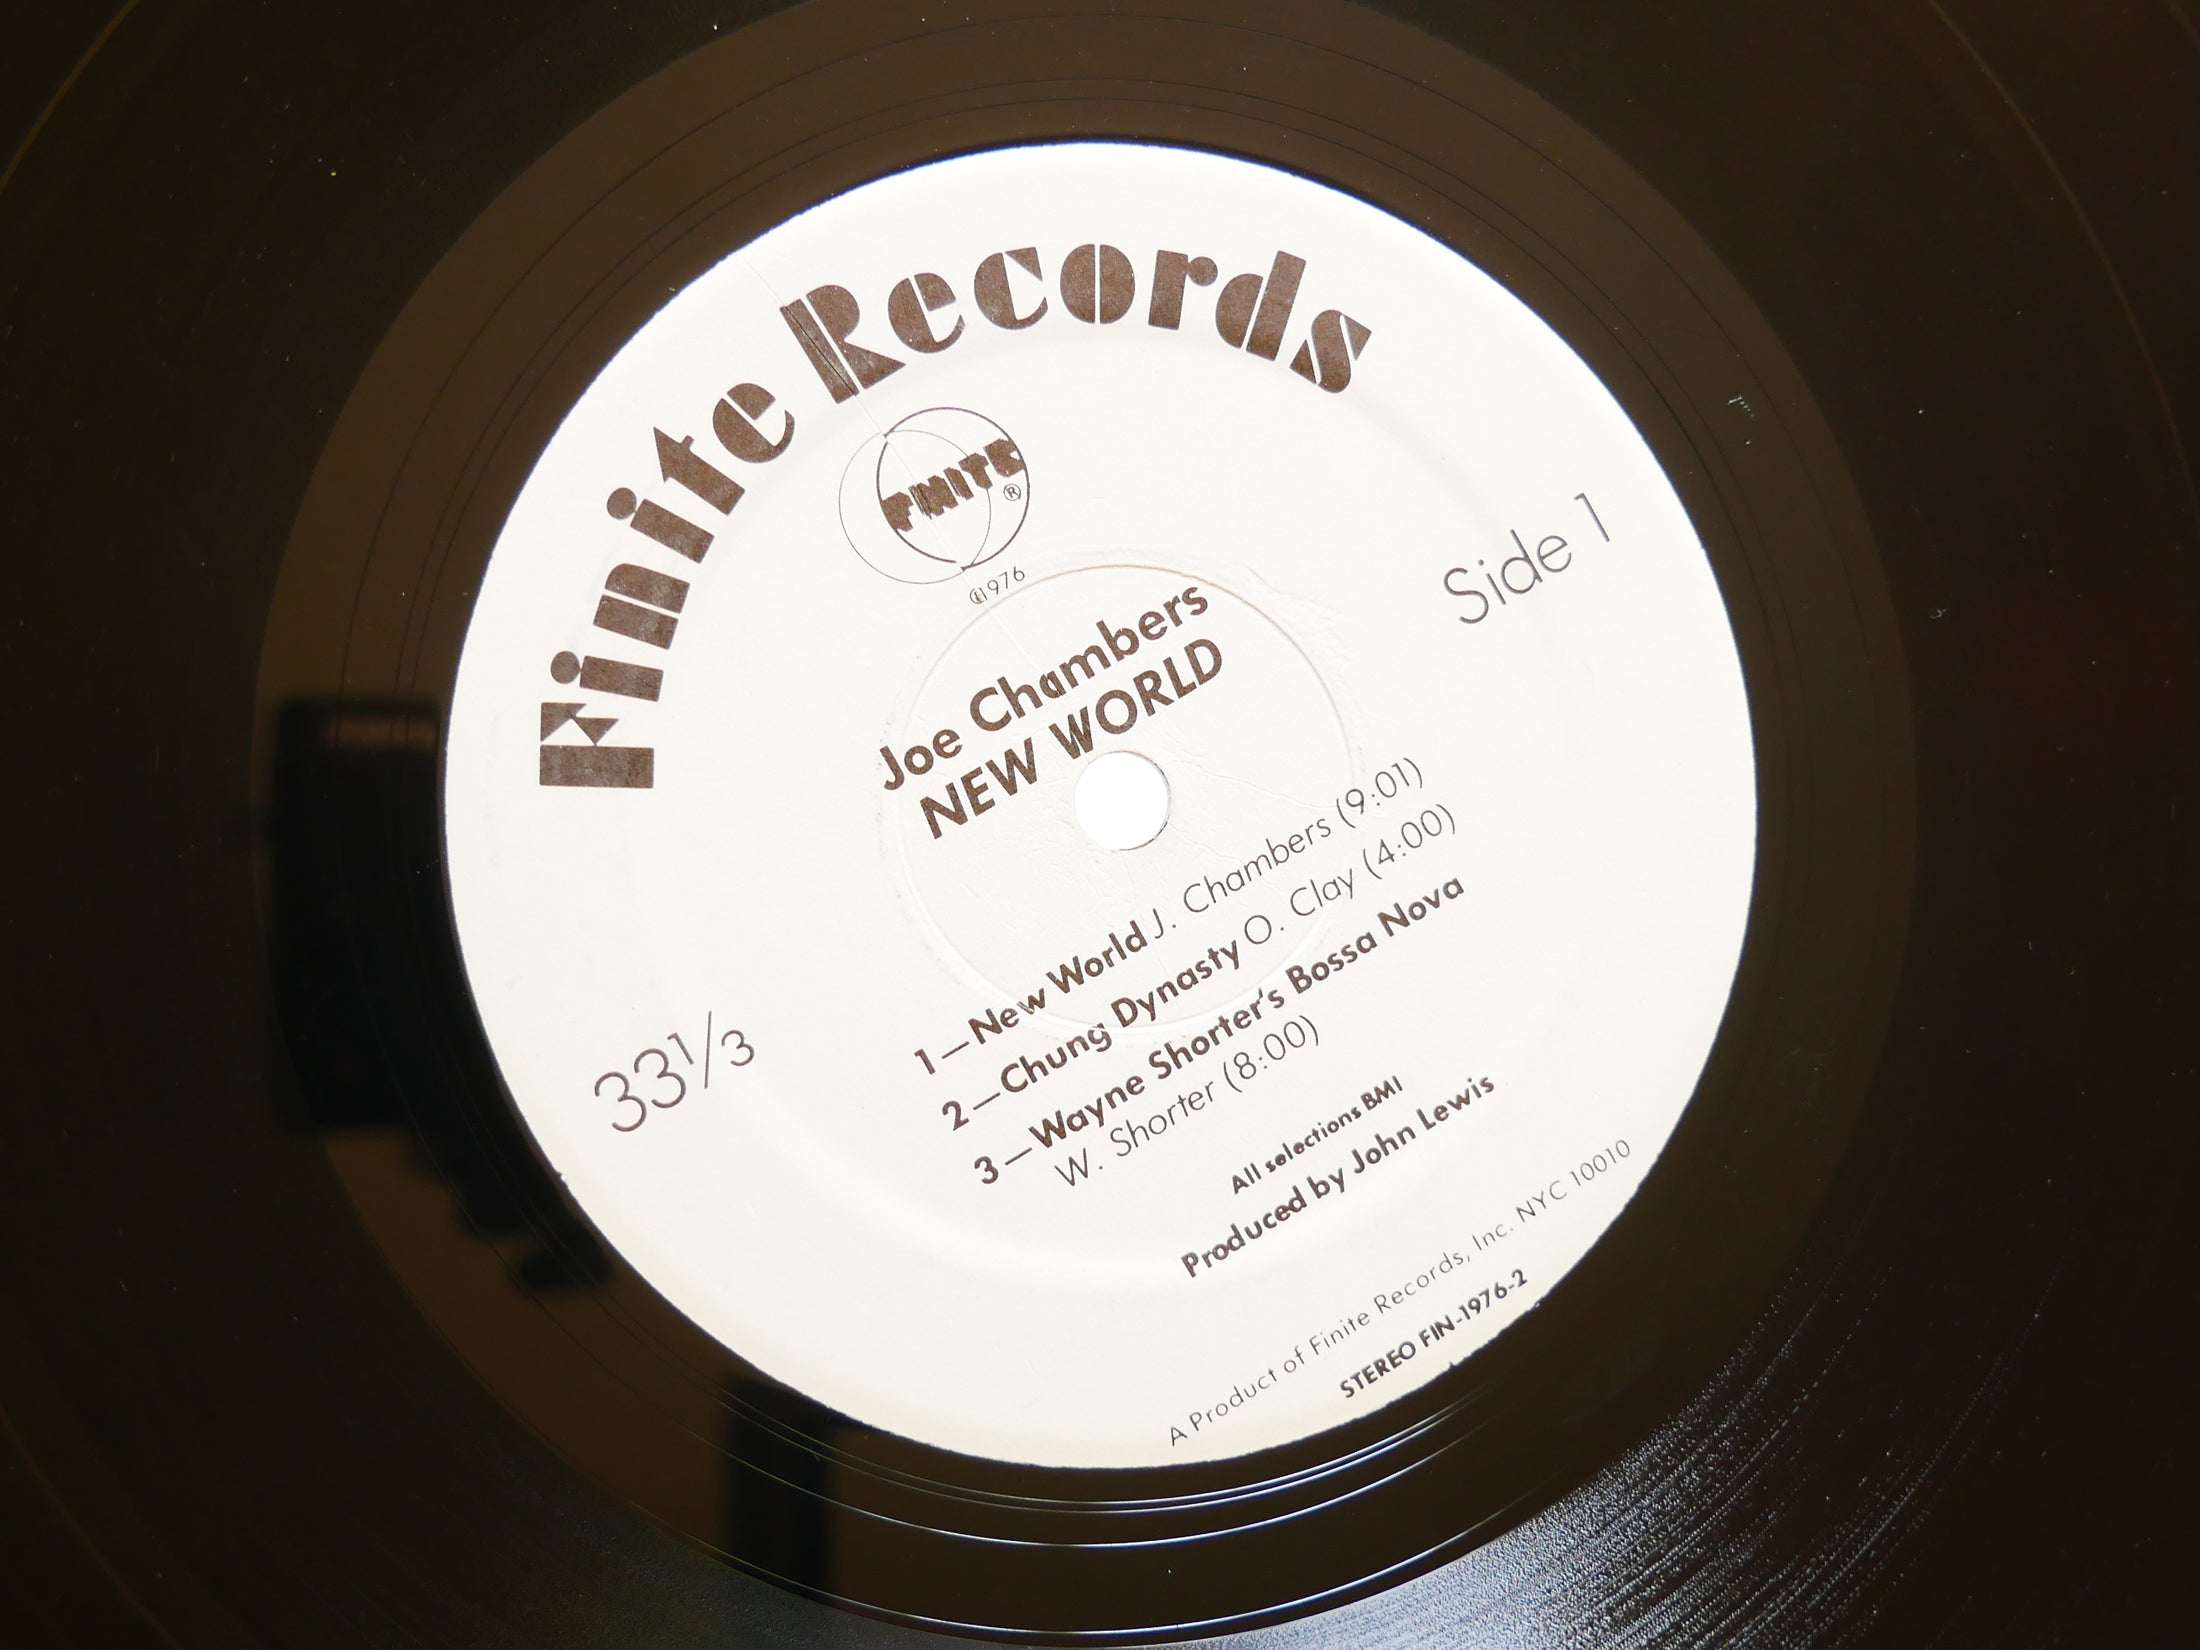 Finite Records
FINITE ®
℗1976
Side 1
Joe Chambers
NEW WORLD
33⅓
1—New World J. Chambers (9:01)
2—Chung Dynasty O. Clay (4:00)
3—Wayne Shorter's Bossa Nova
W. Shorter (8:00)
All selections BMI
Produced by John Lewis
A Product of Finite Records, Inc. NYC 10010
STEREO FIN-1976-2